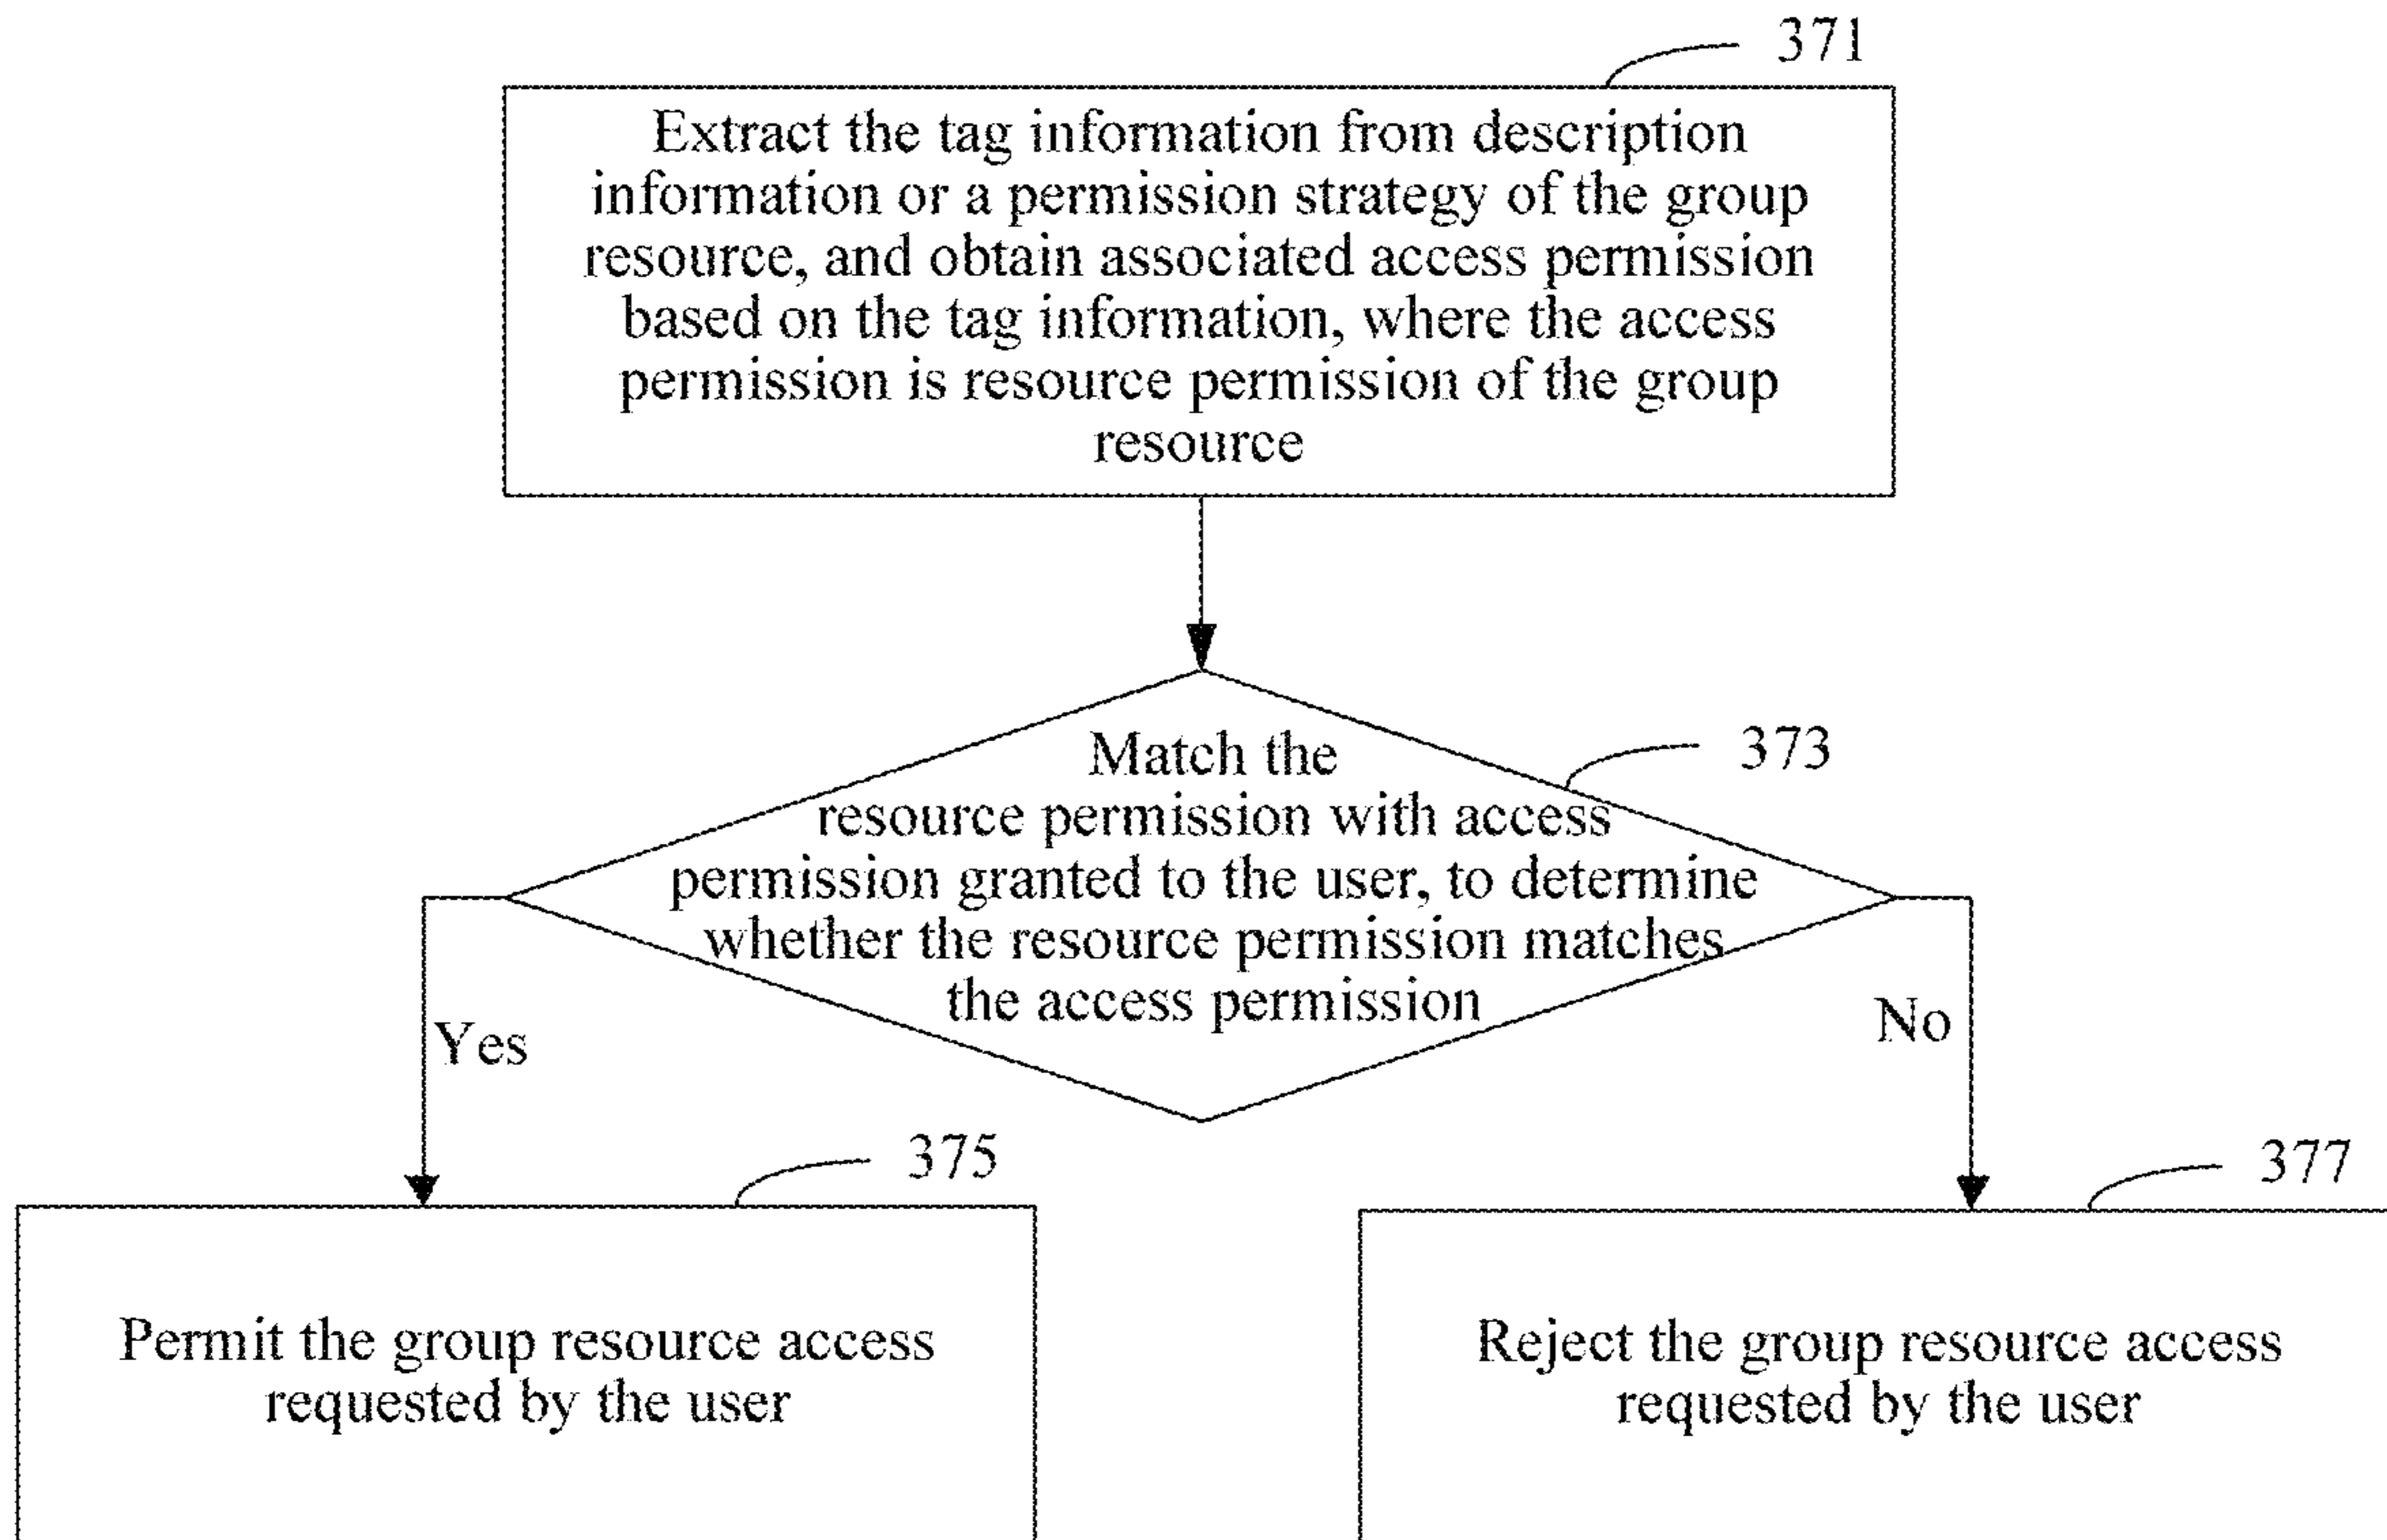 371
Extract the tag information from description
information or a permission strategy of the group
resource, and obtain associated access permission
based on the tag information, where the access
permission is resource permission of the group
resource
373
Match the
resource permission with access
permission granted to the user, to determine
whether the resource permission matches
the access permission
Yes
No
375
Permit the group resource access
requested by the user
377
Reject the group resource access
requested by the user